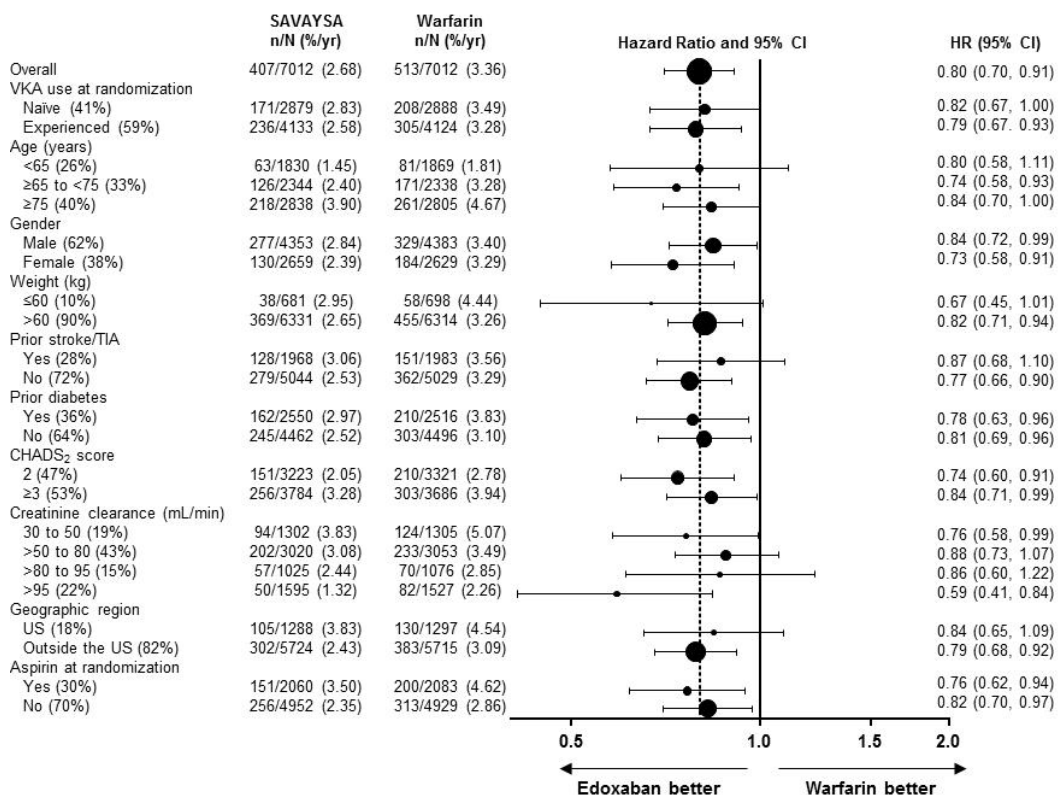 SAVAYSA Warfarin
n/N (%/yr) n/N (%/yr) Hazard Ratio and 95% CI HR (95% CI)
Overall 407/7012 (2.68) 513/7012 (3.36) 0.80 (0.70, 0.91)
VKA use at randomization
Naïve (41%) 171/2879 (2.83) 208/2888 (3.49) 0.82 (0.67, 1.00)
Experienced (59%) 236/4133 (2.58) 305/4124 (3.28) 0.79 (0.67. 0.93)
Age (years)
<65 (26%) 63/1830 (1.45) 81/1869 (1.81) 0.80 (0.58, 1.11)
≥65 to <75 (33%) 126/2344 (2.40) 171/2338 (3.28) 0.74 (0.58, 0.93)
≥75 (40%) 218/2838 (3.90) 261/2805 (4.67) 0.84 (0.70, 1.00)
Gender
Male (62%) 277/4353 (2.84) 329/4383 (3.40) 0.84 (0.72, 0.99)
Female (38%) 130/2659 (2.39) 184/2629 (3.29) 0.73 (0.58, 0.91)
Weight (kg)
≤60 (10%) 38/681 (2.95) 58/698 (4.44) 0.67 (0.45, 1.01)
>60 (90%) 369/6331 (2.65) 455/6314 (3.26) 0.82 (0.71, 0.94)
Prior stroke/TIA
Yes (28%) 128/1968 (3.06) 151/1983 (3.56) 0.87 (0.68, 1.10)
No (72%) 279/5044 (2.53) 362/5029 (3.29) 0.77 (0.66, 0.90)
Prior diabetes
Yes (36%) 162/2550 (2.97) 210/2516 (3.83) 0.78 (0.63, 0.96)
No (64%) 245/4462 (2.52) 303/4496 (3.10) 0.81 (0.69, 0.96)
CHADS₂ score
2 (47%) 151/3223 (2.05) 210/3321 (2.78) 0.74 (0.60, 0.91)
≥3 (53%) 256/3784 (3.28) 303/3686 (3.94) 0.84 (0.71, 0.99)
Creatinine clearance (mL/min)
30 to 50 (19%) 94/1302 (3.83) 124/1305 (5.07) 0.76 (0.58, 0.99)
>50 to 80 (43%) 202/3020 (3.08) 233/3053 (3.49) 0.88 (0.73, 1.07)
>80 to 95 (15%) 57/1025 (2.44) 70/1076 (2.85) 0.86 (0.60, 1.22)
>95 (22%) 50/1595 (1.32) 82/1527 (2.26) 0.59 (0.41, 0.84)
Geographic region
US (18%) 105/1288 (3.83) 130/1297 (4.54) 0.84 (0.65, 1.09)
Outside the US (82%) 302/5724 (2.43) 383/5715 (3.09) 0.79 (0.68, 0.92)
Aspirin at randomization
Yes (30%) 151/2060 (3.50) 200/2083 (4.62) 0.76 (0.62, 0.94)
No (70%) 256/4952 (2.35) 313/4929 (2.86) 0.82 (0.70, 0.97)
0.5 1.0 1.5 2.0
Edoxaban better Warfarin better